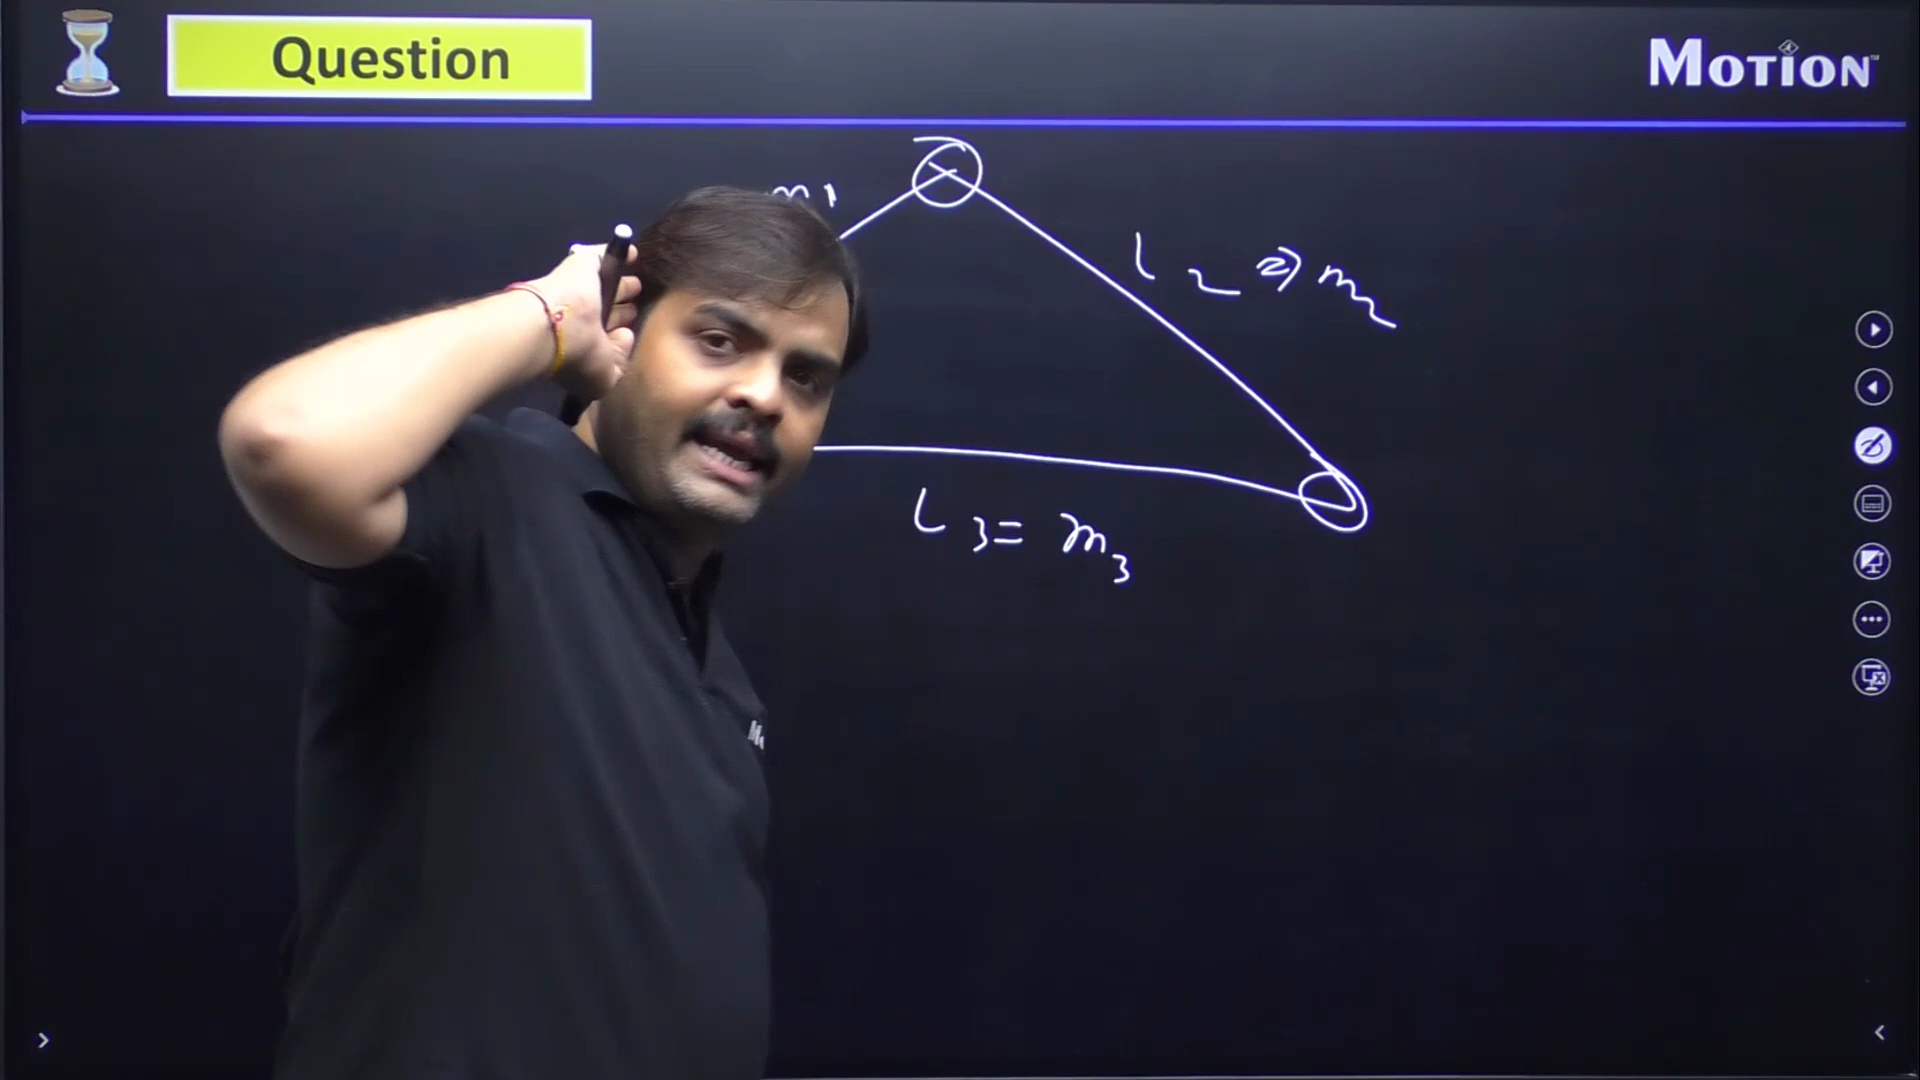 Question
MOTION
m1
L2 ⇒ m2
L3 = m3